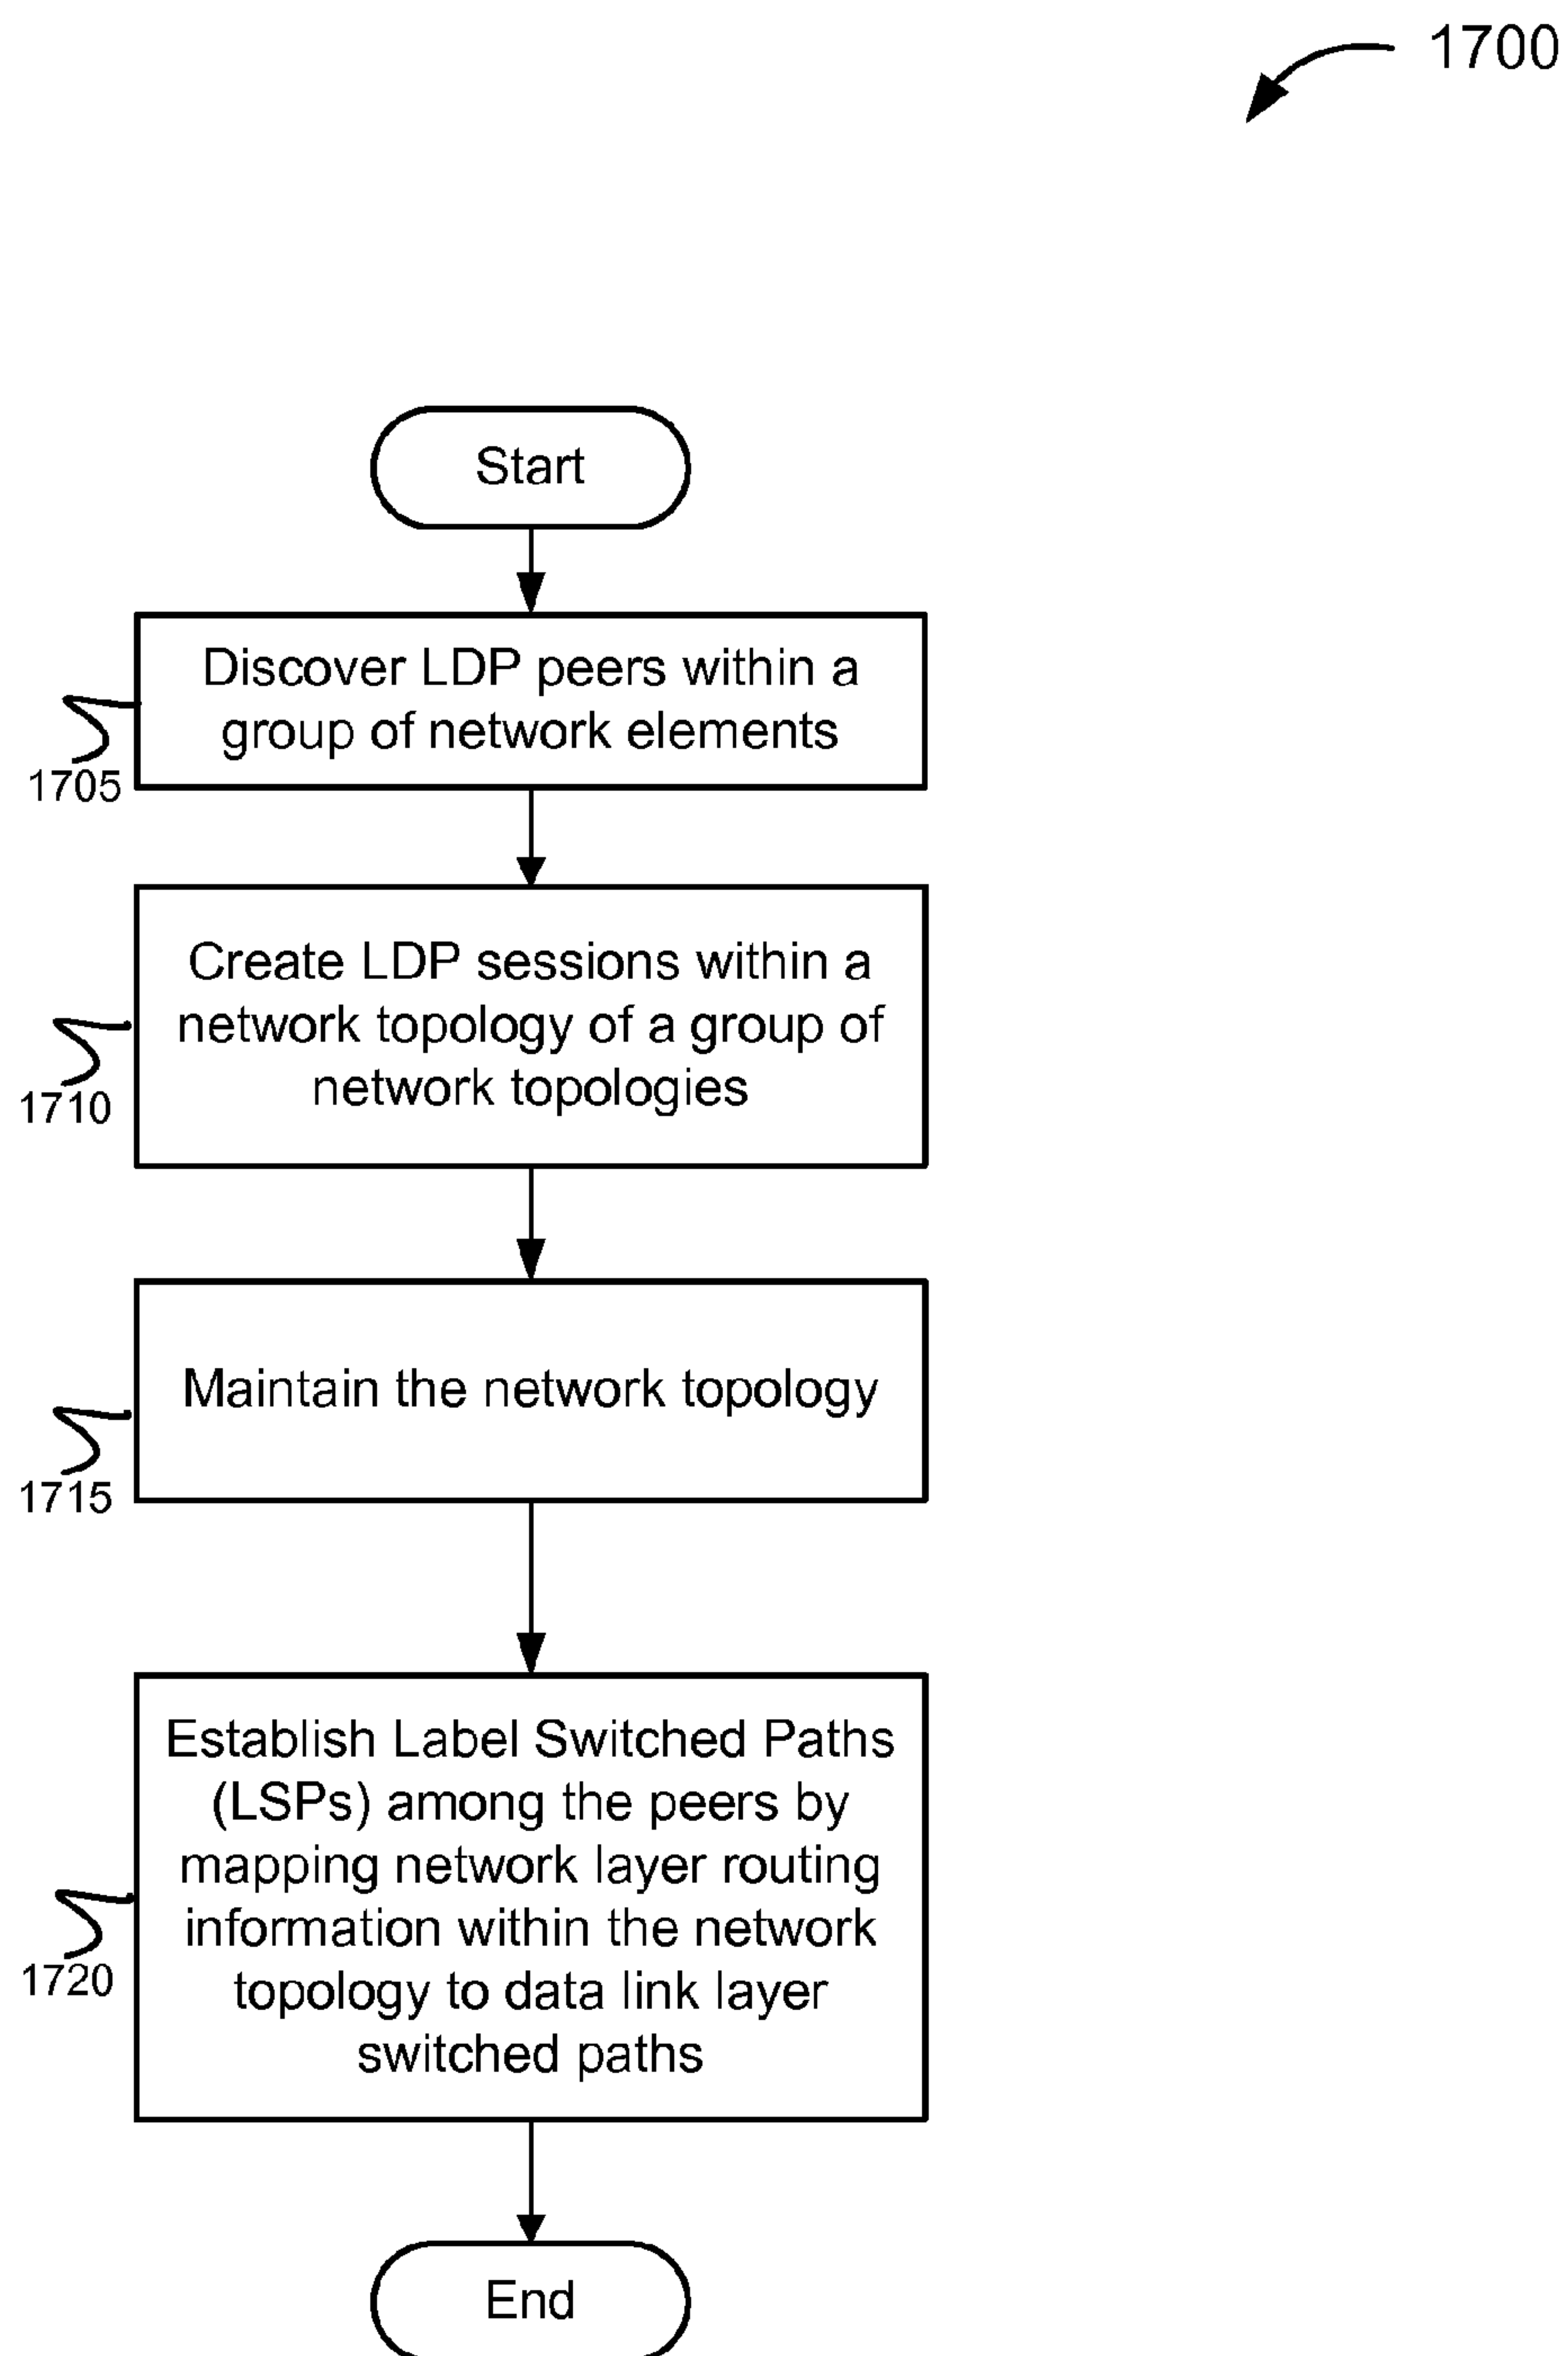 1700
Start
Discover LDP peers within a
group of network elements
1705
Create LDP sessions within a
network topology of a group of
network topologies
1710
Maintain the network topology
1715
Establish Label Switched Paths
(LSPs) among the peers by
mapping network layer routing
information within the network
topology to data link layer
switched paths
1720
End